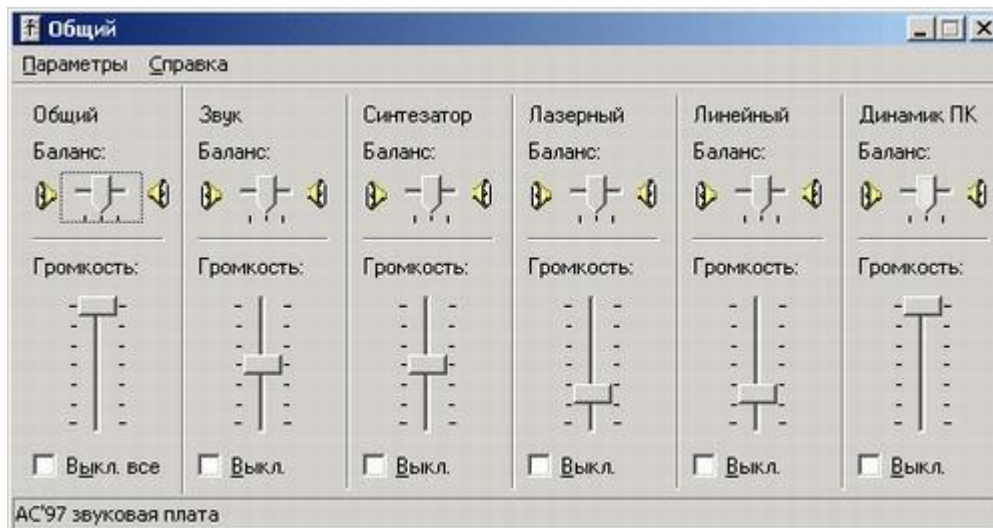 Общий
Параметры Справка
Общий Звук Синтезатор Лазерный Линейный Динамик ПК
Баланс: Баланс: Баланс: Баланс: Баланс: Баланс:
Громкость: Громкость: Громкость: Громкость: Громкость: Громкость:
Выкл. все Выкл. Выкл. Выкл. Выкл. Выкл.
AC'97 звуковая плата